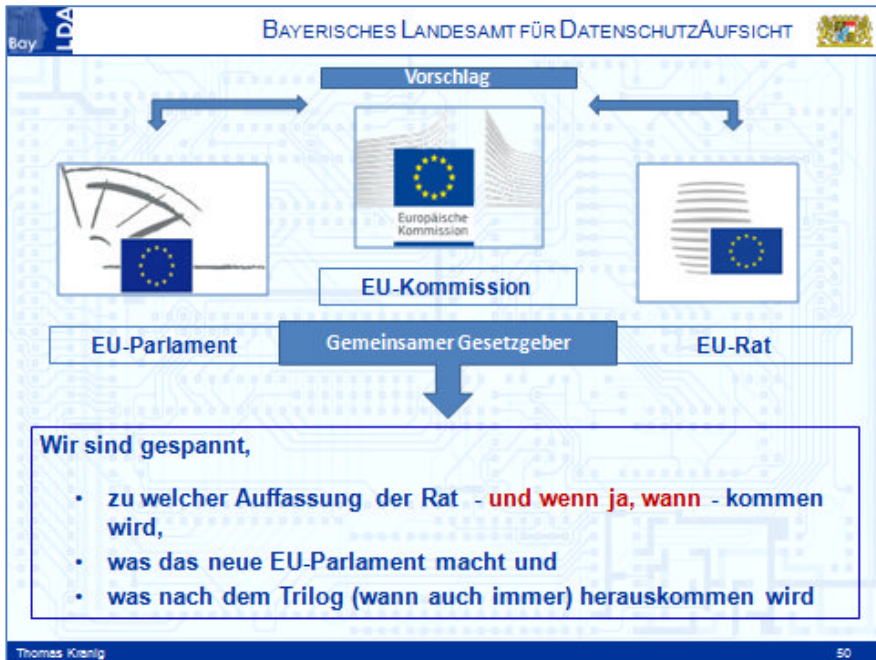 Bay LDA
BAYERISCHES LANDESAMT FÜR DATENSCHUTZAUFSICHT
Vorschlag
Europäische
Kommission
EU-Kommission
EU-Parlament
Gemeinsamer Gesetzgeber
EU-Rat
Wir sind gespannt,
• zu welcher Auffassung der Rat - und wenn ja, wann - kommen
wird,
• was das neue EU-Parlament macht und
• was nach dem Trilog (wann auch immer) herauskommen wird
Thomas Kranig
50